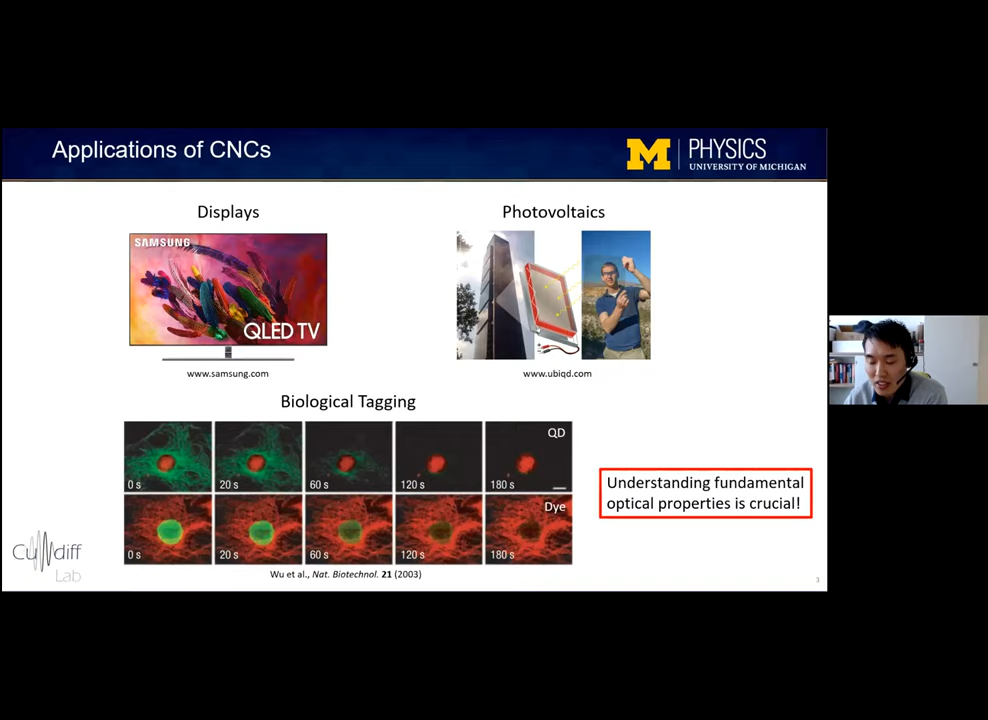 Applications of CNCs
M PHYSICS
UNIVERSITY OF MICHIGAN
Displays
Photovoltaics
SAMSUNG
QLED TV
www.samsung.com
www.ubiqd.com
Biological Tagging
QD
0 s
20 s
60 s
120 s
180 s
Dye
0 s
20 s
60 s
120 s
180 s
Understanding fundamental
optical properties is crucial!
Cundiff
Lab
Wu et al., Nat. Biotechnol. 21 (2003)
3